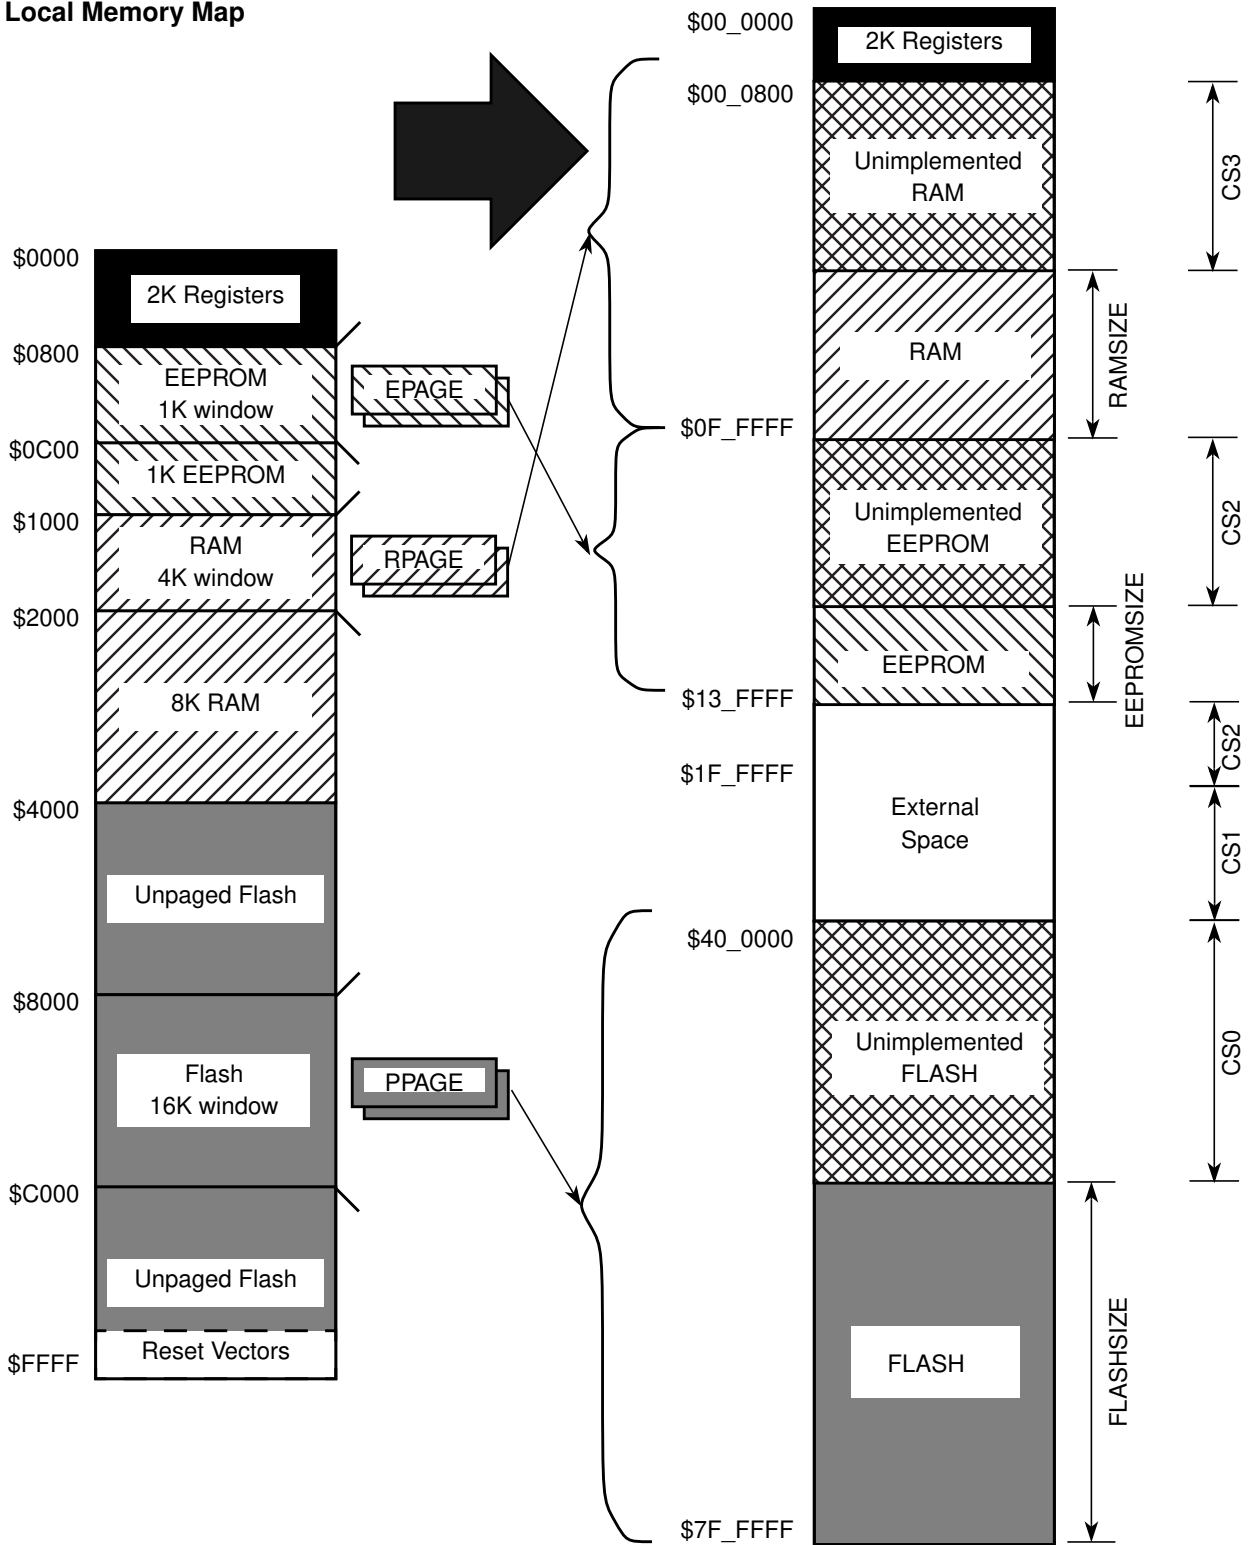 Local Memory Map
$0000
2K Registers
$0800
EEPROM
1K window
$0C00
1K EEPROM
$1000
RAM
4K window
$2000
8K RAM
$4000
Unpaged Flash
$8000
Flash
16K window
$C000
Unpaged Flash
Reset Vectors
$FFFF
EPAGE
RPAGE
PPAGE
$00_0000
2K Registers
$00_0800
Unimplemented
RAM
RAM
$0F_FFFF
Unimplemented
EEPROM
EEPROM
$13_FFFF
$1F_FFFF
External
Space
$40_0000
Unimplemented
FLASH
FLASH
$7F_FFFF
RAMSIZE
EEPROMSIZE
FLASHSIZE
CS3
CS2
CS2
CS1
CS0